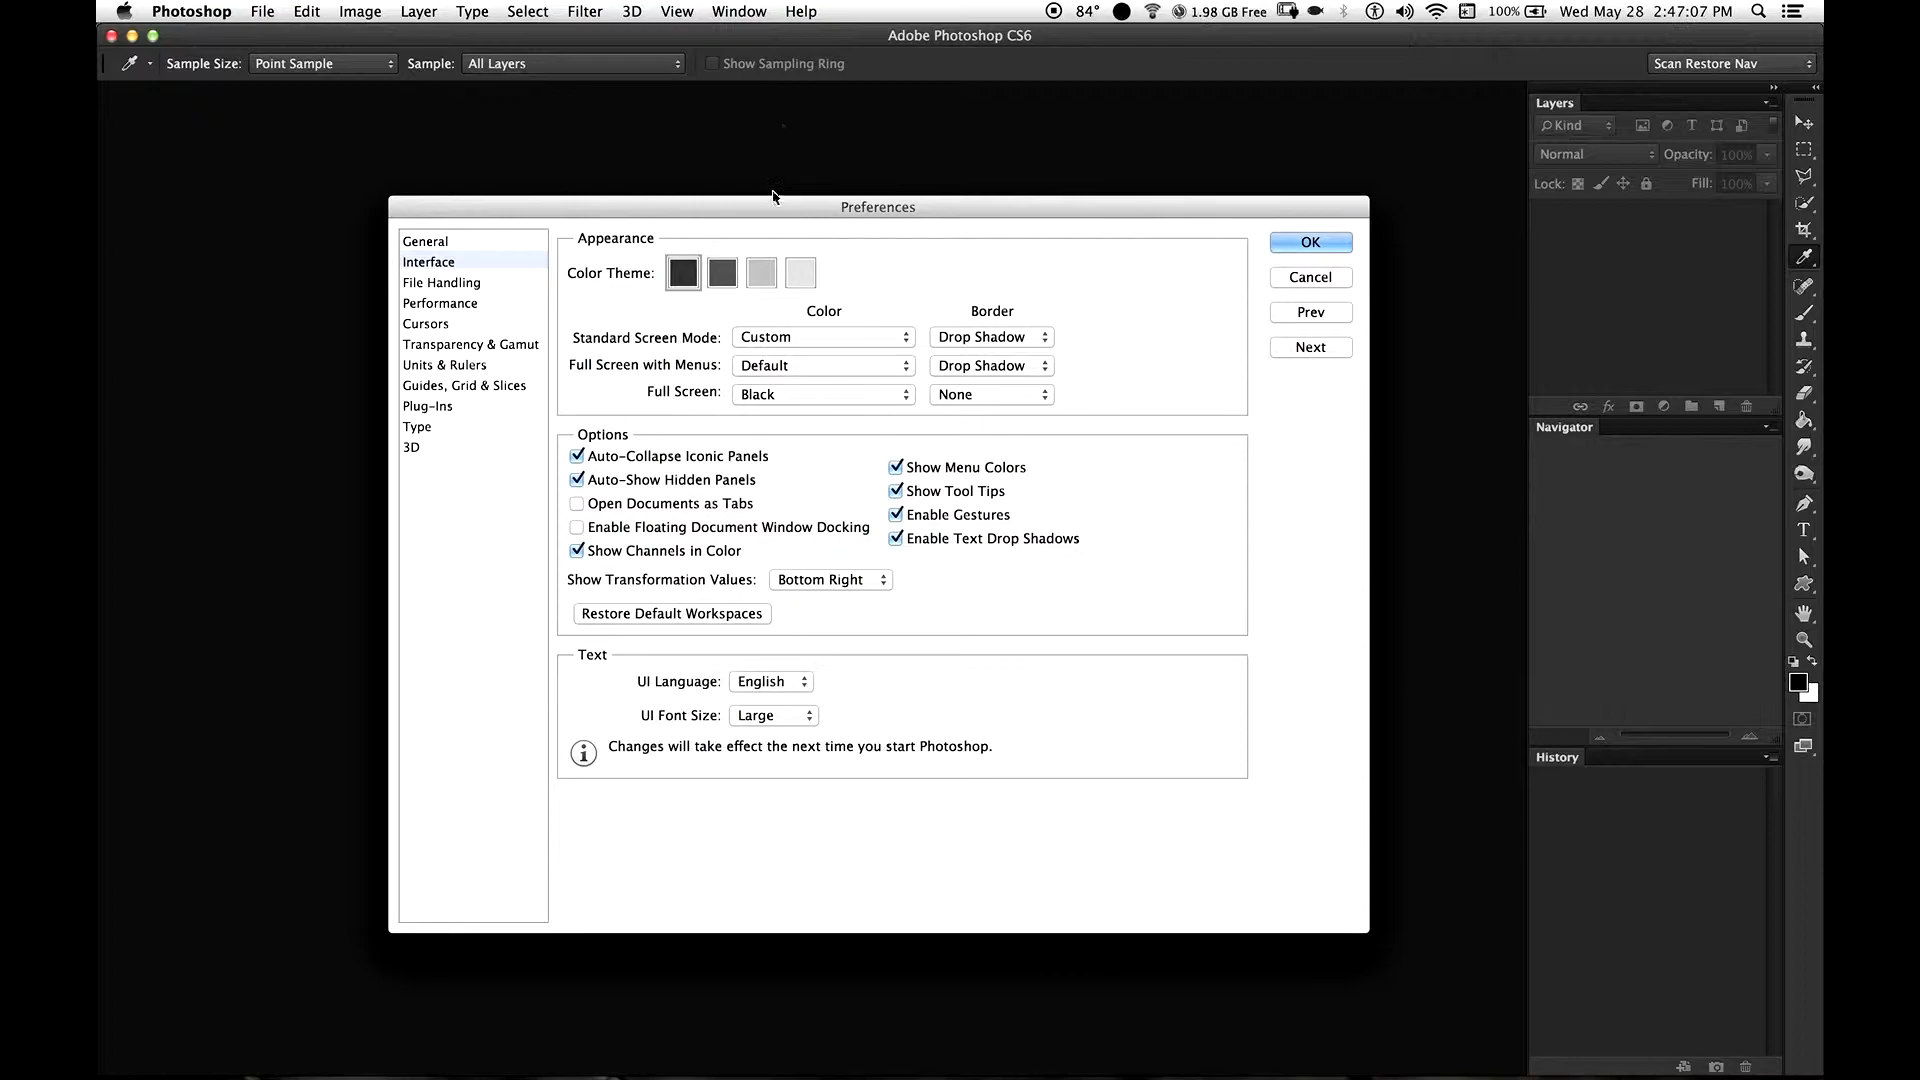 Photoshop File Edit Image Layer Type Select Filter 3D View Window Help 84° 1.98 GB Free 100% Wed May 28 2:47:07 PM
Adobe Photoshop CS6
Sample Size: Point Sample Sample: All Layers Show Sampling Ring Scan Restore Nav
Layers
Kind T
Normal Opacity: 100%
Lock: Fill: 100%
fx
Navigator
History
T
Preferences
General
Interface
File Handling
Performance
Cursors
Transparency & Gamut
Units & Rulers
Guides, Grid & Slices
Plug-Ins
Type
3D
Appearance
Color Theme:
Color Border
Standard Screen Mode: Custom Drop Shadow
Full Screen with Menus: Default Drop Shadow
Full Screen: Black None
Options
Auto-Collapse Iconic Panels
Auto-Show Hidden Panels
Open Documents as Tabs
Enable Floating Document Window Docking
Show Channels in Color
Show Menu Colors
Show Tool Tips
Enable Gestures
Enable Text Drop Shadows
Show Transformation Values: Bottom Right
Restore Default Workspaces
Text
UI Language: English
UI Font Size: Large
Changes will take effect the next time you start Photoshop.
OK
Cancel
Prev
Next